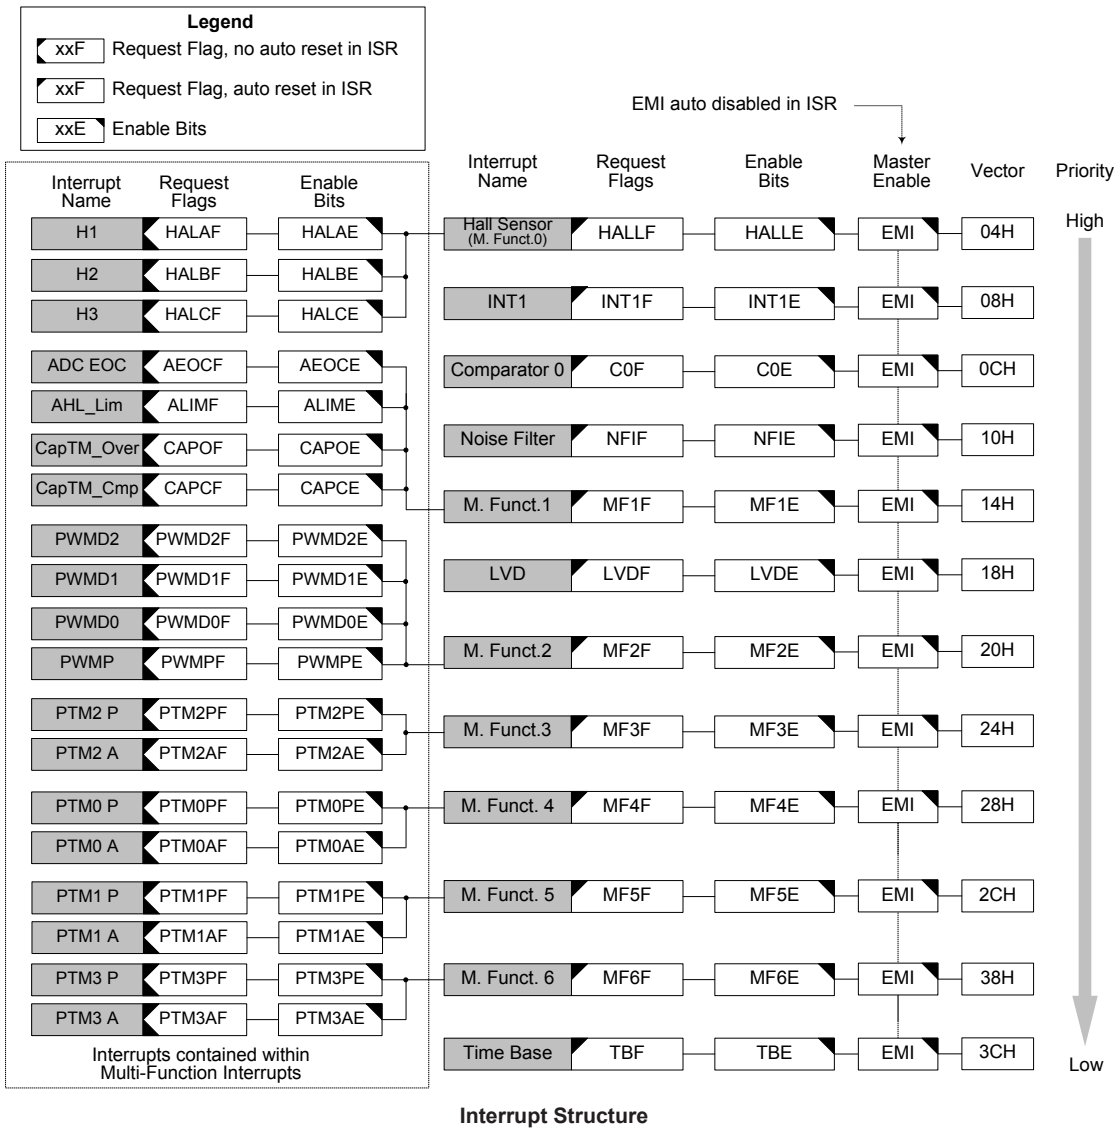 Legend
xxF Request Flag, no auto reset in ISR
xxF Request Flag, auto reset in ISR
xxE Enable Bits
EMI auto disabled in ISR
Interrupt Name Request Flags Enable Bits
H1 HALAF HALAE
H2 HALBF HALBE
H3 HALCF HALCE
ADC EOC AEOCF AEOCE
AHL_Lim ALIMF ALIME
CapTM_Over CAPOF CAPOE
CapTM_Cmp CAPCF CAPCE
PWMD2 PWMD2F PWMD2E
PWMD1 PWMD1F PWMD1E
PWMD0 PWMD0F PWMD0E
PWMP PWMPF PWMPE
PTM2 P PTM2PF PTM2PE
PTM2 A PTM2AF PTM2AE
PTM0 P PTM0PF PTM0PE
PTM0 A PTM0AF PTM0AE
PTM1 P PTM1PF PTM1PE
PTM1 A PTM1AF PTM1AE
PTM3 P PTM3PF PTM3PE
PTM3 A PTM3AF PTM3AE
Interrupts contained within
Multi-Function Interrupts
Interrupt Name Request Flags Enable Bits Master Enable Vector Priority
High
Hall Sensor
(M. Funct.0) HALLF HALLE EMI 04H
INT1 INT1F INT1E EMI 08H
Comparator 0 C0F C0E EMI 0CH
Noise Filter NFIF NFIE EMI 10H
M. Funct.1 MF1F MF1E EMI 14H
LVD LVDF LVDE EMI 18H
M. Funct.2 MF2F MF2E EMI 20H
M. Funct.3 MF3F MF3E EMI 24H
M. Funct. 4 MF4F MF4E EMI 28H
M. Funct. 5 MF5F MF5E EMI 2CH
M. Funct. 6 MF6F MF6E EMI 38H
Time Base TBF TBE EMI 3CH
Low
Interrupt Structure